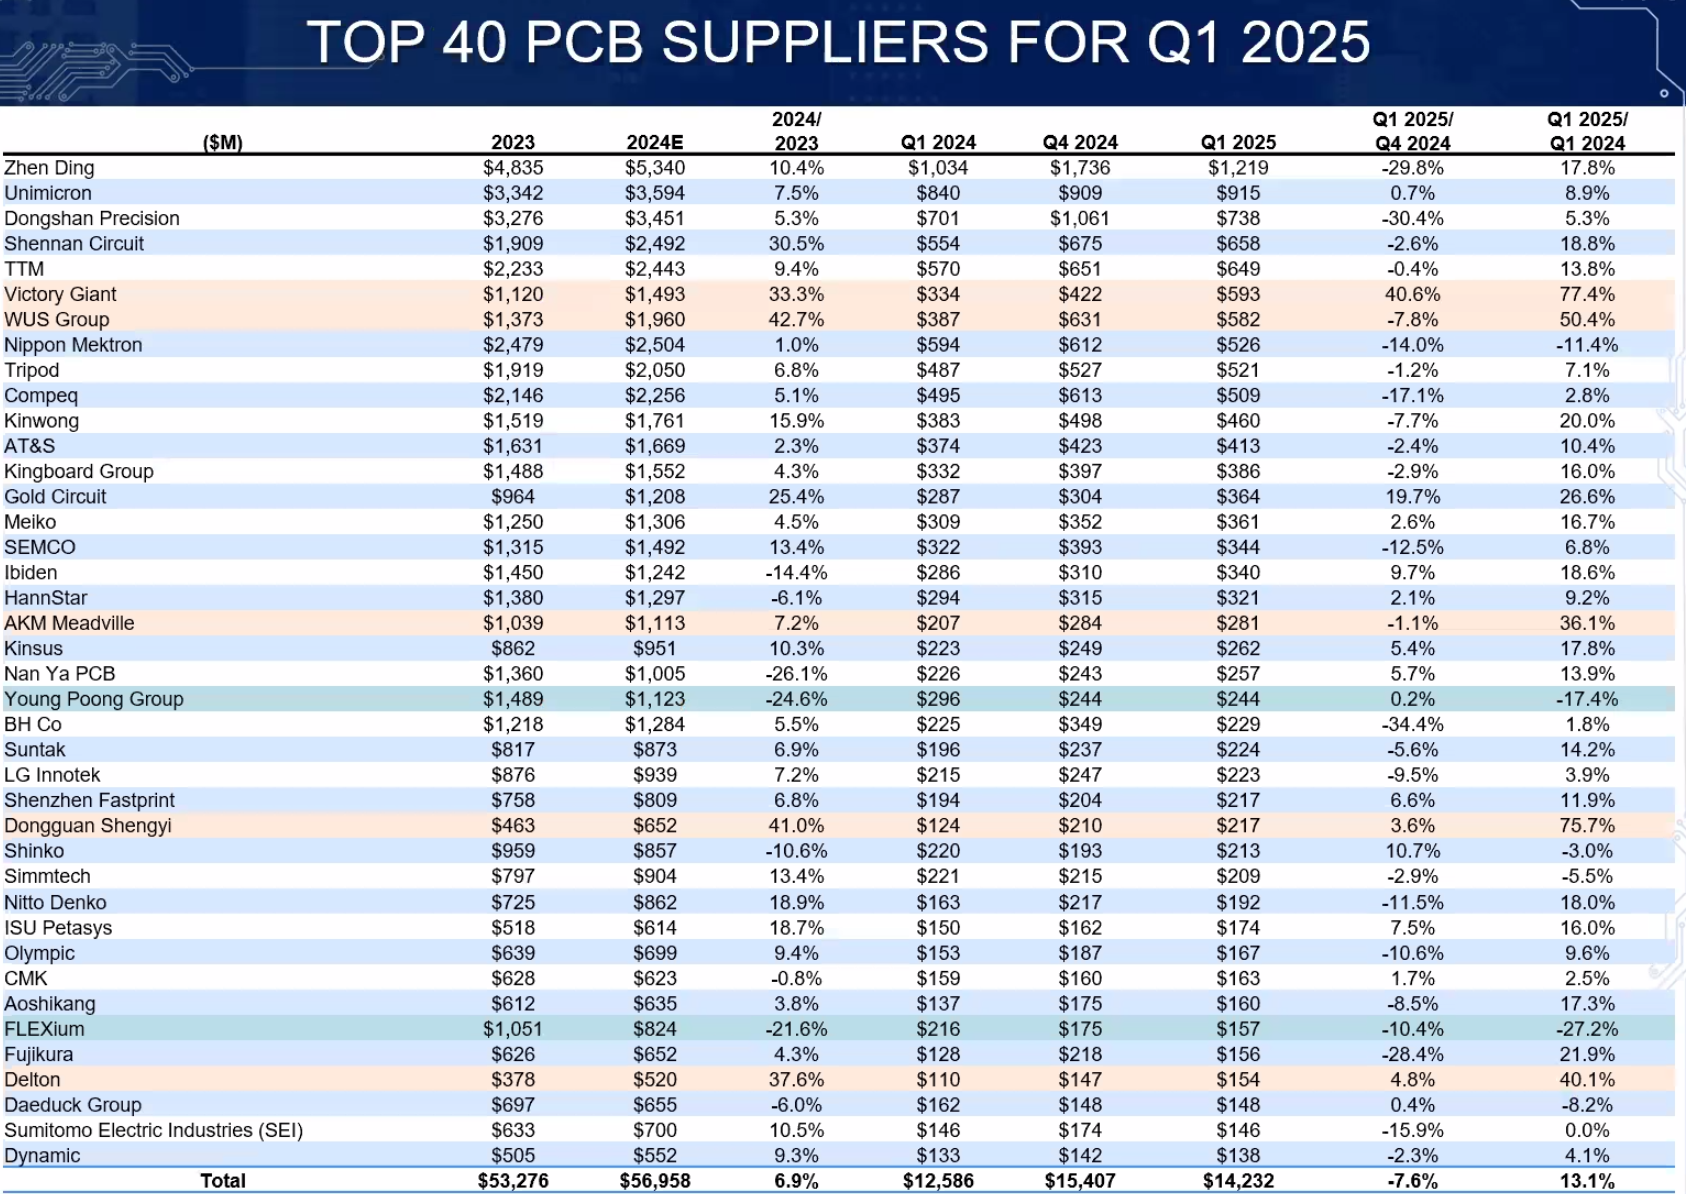 TOP 40 PCB SUPPLIERS FOR Q1 2025
($M) 2023 2024E 2024/ 2023 Q1 2024 Q4 2024 Q1 2025 Q1 2025/ Q4 2024 Q1 2025/ Q1 2024
Zhen Ding $4,835 $5,340 10.4% $1,034 $1,736 $1,219 -29.8% 17.8%
Unimicron $3,342 $3,594 7.5% $840 $909 $915 0.7% 8.9%
Dongshan Precision $3,276 $3,451 5.3% $701 $1,061 $738 -30.4% 5.3%
Shennan Circuit $1,909 $2,492 30.5% $554 $675 $658 -2.6% 18.8%
TTM $2,233 $2,443 9.4% $570 $651 $649 -0.4% 13.8%
Victory Giant $1,120 $1,493 33.3% $334 $422 $593 40.6% 77.4%
WUS Group $1,373 $1,960 42.7% $387 $631 $582 -7.8% 50.4%
Nippon Mektron $2,479 $2,504 1.0% $594 $612 $526 -14.0% -11.4%
Tripod $1,919 $2,050 6.8% $487 $527 $521 -1.2% 7.1%
Compeq $2,146 $2,256 5.1% $495 $613 $509 -17.1% 2.8%
Kinwong $1,519 $1,761 15.9% $383 $498 $460 -7.7% 20.0%
AT&S $1,631 $1,669 2.3% $374 $423 $413 -2.4% 10.4%
Kingboard Group $1,488 $1,552 4.3% $332 $397 $386 -2.9% 16.0%
Gold Circuit $964 $1,208 25.4% $287 $304 $364 19.7% 26.6%
Meiko $1,250 $1,306 4.5% $309 $352 $361 2.6% 16.7%
SEMCO $1,315 $1,492 13.4% $322 $393 $344 -12.5% 6.8%
Ibiden $1,450 $1,242 -14.4% $286 $310 $340 9.7% 18.6%
HannStar $1,380 $1,297 -6.1% $294 $315 $321 2.1% 9.2%
AKM Meadville $1,039 $1,113 7.2% $207 $284 $281 -1.1% 36.1%
Kinsus $862 $951 10.3% $223 $249 $262 5.4% 17.8%
Nan Ya PCB $1,360 $1,005 -26.1% $226 $243 $257 5.7% 13.9%
Young Poong Group $1,489 $1,123 -24.6% $296 $244 $244 0.2% -17.4%
BH Co $1,218 $1,284 5.5% $225 $349 $229 -34.4% 1.8%
Suntak $817 $873 6.9% $196 $237 $224 -5.6% 14.2%
LG Innotek $876 $939 7.2% $215 $247 $223 -9.5% 3.9%
Shenzhen Fastprint $758 $809 6.8% $194 $204 $217 6.6% 11.9%
Dongguan Shengyi $463 $652 41.0% $124 $210 $217 3.6% 75.7%
Shinko $959 $857 -10.6% $220 $193 $213 10.7% -3.0%
Simmtech $797 $904 13.4% $221 $215 $209 -2.9% -5.5%
Nitto Denko $725 $862 18.9% $163 $217 $192 -11.5% 18.0%
ISU Petasys $518 $614 18.7% $150 $162 $174 7.5% 16.0%
Olympic $639 $699 9.4% $153 $187 $167 -10.6% 9.6%
CMK $628 $623 -0.8% $159 $160 $163 1.7% 2.5%
Aoshikang $612 $635 3.8% $137 $175 $160 -8.5% 17.3%
FLEXium $1,051 $824 -21.6% $216 $175 $157 -10.4% -27.2%
Fujikura $626 $652 4.3% $128 $218 $156 -28.4% 21.9%
Delton $378 $520 37.6% $110 $147 $154 4.8% 40.1%
Daeduck Group $697 $655 -6.0% $162 $148 $148 0.4% -8.2%
Sumitomo Electric Industries (SEI) $633 $700 10.5% $146 $174 $146 -15.9% 0.0%
Dynamic $505 $552 9.3% $133 $142 $138 -2.3% 4.1%
Total $53,276 $56,958 6.9% $12,586 $15,407 $14,232 -7.6% 13.1%